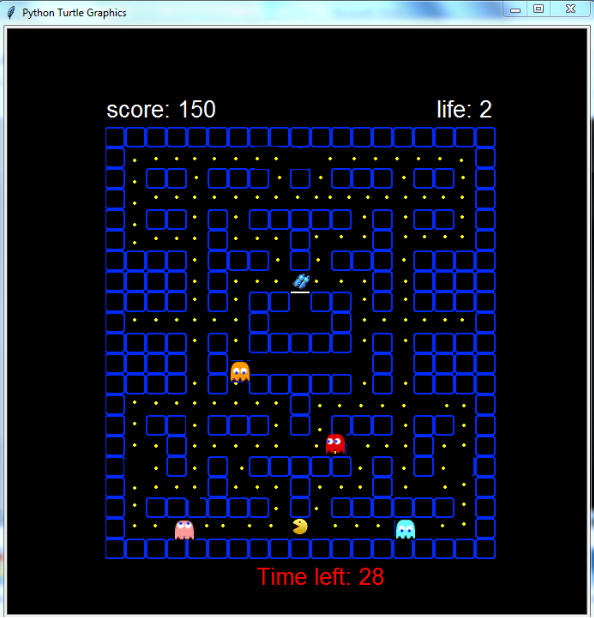 Python Turtle Graphics
score: 150
life: 2
Time left: 28